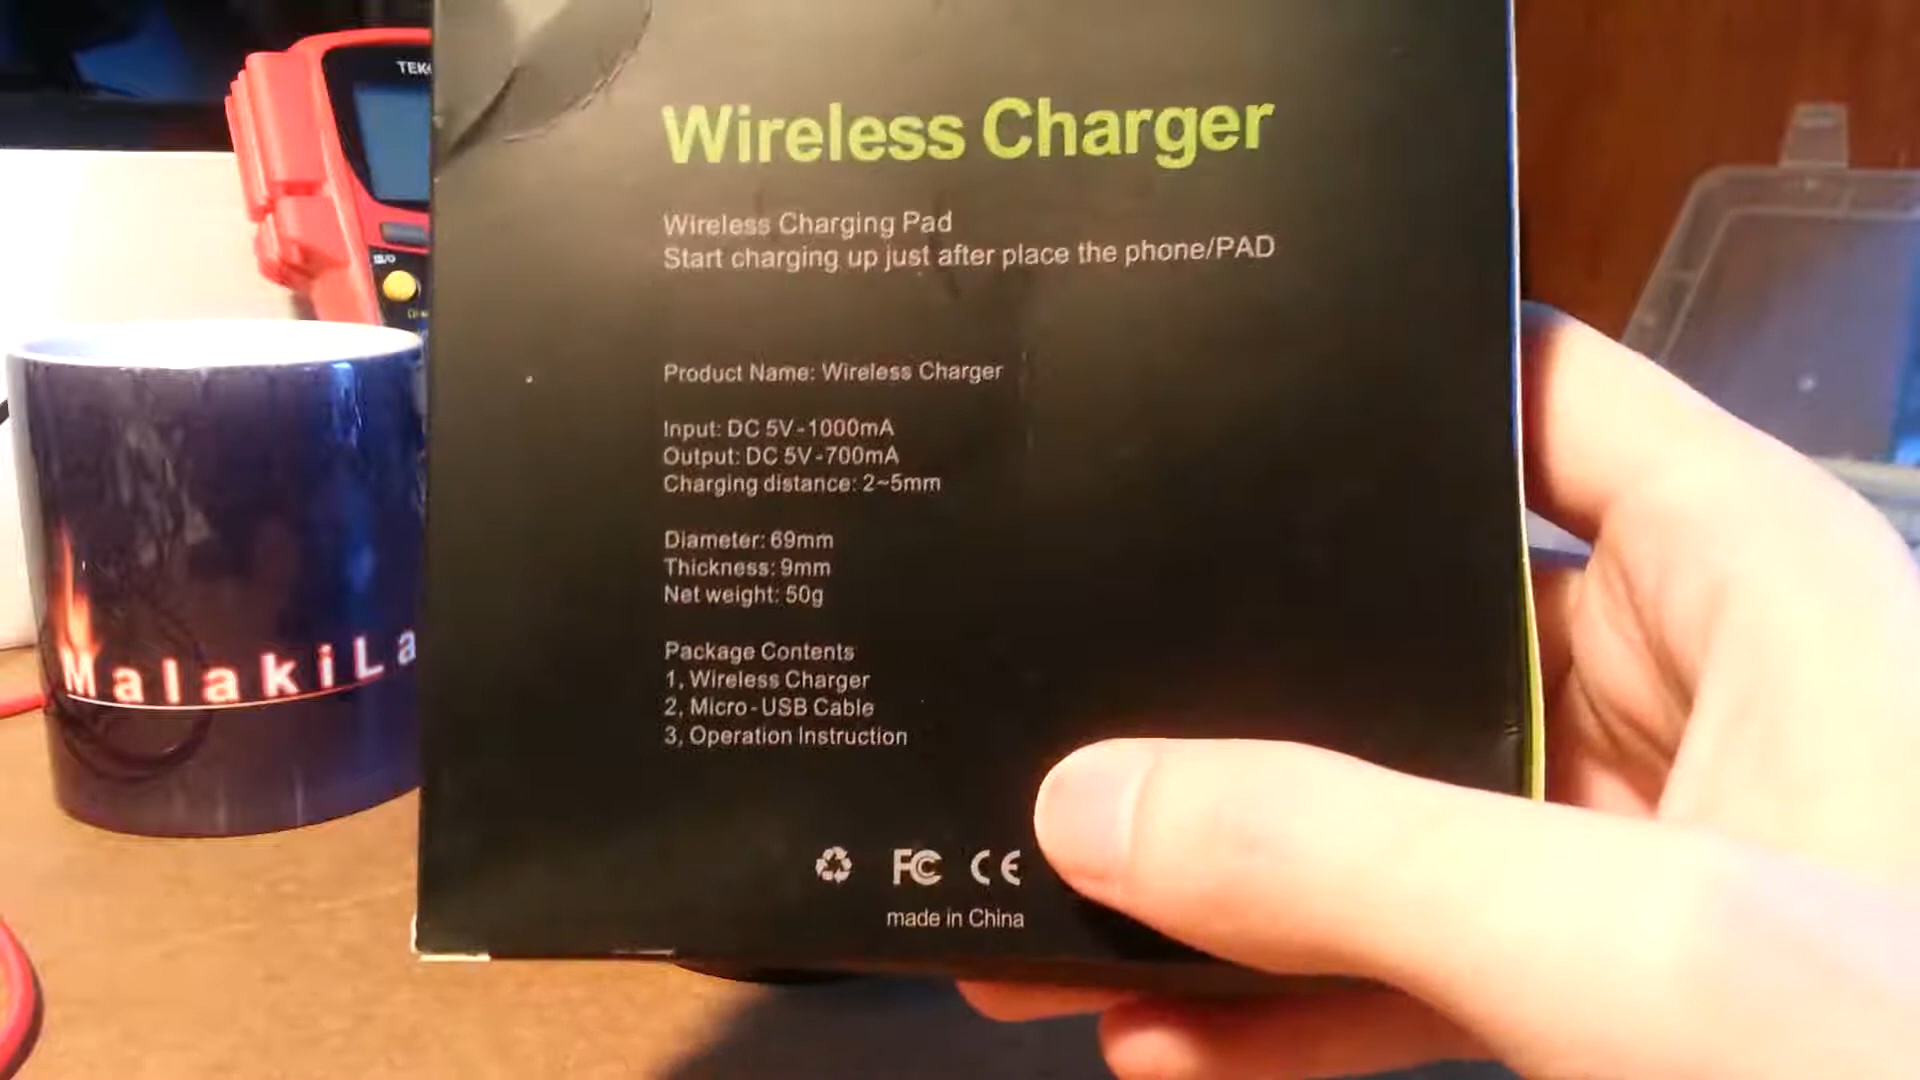 Wireless Charger
Wireless Charging Pad
Start charging up just after place the phone/PAD
Product Name: Wireless Charger
Input: DC 5V-1000mA
Output: DC 5V-700mA
Charging distance: 2~5mm
Diameter: 69mm
Thickness: 9mm
Net weight: 50g
Package Contents
1, Wireless Charger
2, Micro-USB Cable
3, Operation Instruction
FC CE
made in China
MalakiLa
TEK